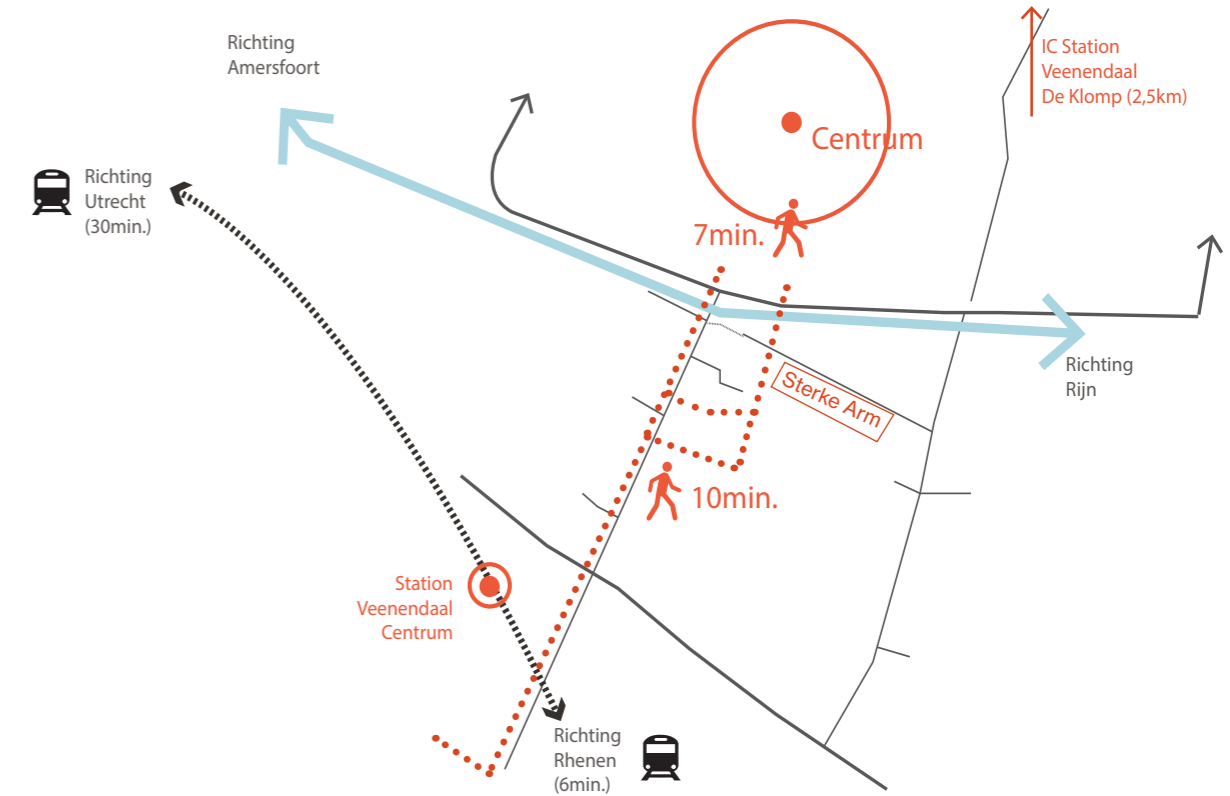 Richting
Amersfoort
IC Station
Veenendaal
De Klomp (2,5km)
Centrum
Richting
Utrecht
(30min.)
7min.
Richting
Rijn
Sterke Arm
10min.
Station
Veenendaal
Centrum
Richting
Rhenen
(6min.)